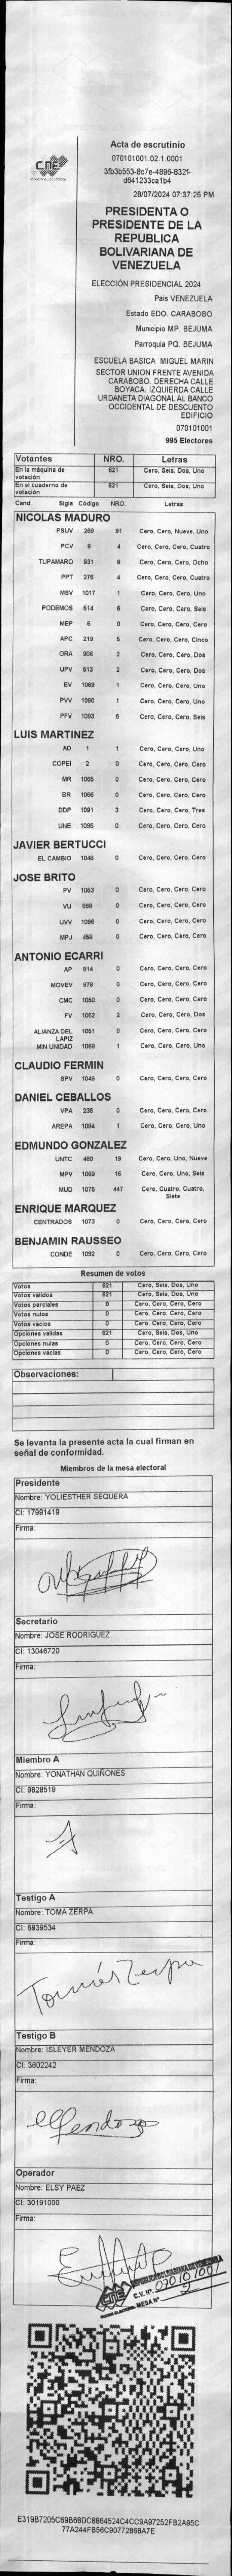 CNE
Acta de escrutinio
070101001.02.1.0001
3fb3b553-8c7e-4896-832f-
d641233ca1b4
28/07/2024 07:37:25 PM
PRESIDENTA O
PRESIDENTE DE LA
REPUBLICA
BOLIVARIANA DE
VENEZUELA
ELECCIÓN PRESIDENCIAL 2024
País VENEZUELA
Estado EDO. CARABOBO
Municipio MP. BEJUMA
Parroquia PQ. BEJUMA
ESCUELA BASICA MIGUEL MARIN
SECTOR UNION FRENTE AVENIDA
CARABOBO. DERECHA CALLE
BOYACA. IZQUIERDA CALLE
URDANETA DIAGONAL AL BANCO
OCCIDENTAL DE DESCUENTO
EDIFICIO
070101001
995 Electores
Votantes NRO. Letras
En la máquina de votación 621 Cero, Seis, Dos, Uno
En el cuaderno de votación 621 Cero, Seis, Dos, Uno
Cand. Sigla Código NRO. Letras
NICOLAS MADURO
PSUV 269 91 Cero, Cero, Nueve, Uno
PCV 9 4 Cero, Cero, Cero, Cuatro
TUPAMARO 931 8 Cero, Cero, Cero, Ocho
PPT 276 4 Cero, Cero, Cero, Cuatro
MSV 1017 1 Cero, Cero, Cero, Uno
PODEMOS 514 6 Cero, Cero, Cero, Seis
MEP 6 0 Cero, Cero, Cero, Cero
APC 219 5 Cero, Cero, Cero, Cinco
ORA 906 2 Cero, Cero, Cero, Dos
UPV 513 2 Cero, Cero, Cero, Dos
EV 1089 1 Cero, Cero, Cero, Uno
PVV 1090 1 Cero, Cero, Cero, Uno
PFV 1093 6 Cero, Cero, Cero, Seis
LUIS MARTINEZ
AD 1 1 Cero, Cero, Cero, Uno
COPEI 2 0 Cero, Cero, Cero, Cero
MR 1065 0 Cero, Cero, Cero, Cero
BR 1066 0 Cero, Cero, Cero, Cero
DDP 1091 3 Cero, Cero, Cero, Tres
UNE 1095 0 Cero, Cero, Cero, Cero
JAVIER BERTUCCI
EL CAMBIO 1048 0 Cero, Cero, Cero, Cero
JOSE BRITO
PV 1053 0 Cero, Cero, Cero, Cero
VU 868 0 Cero, Cero, Cero, Cero
UVV 1096 0 Cero, Cero, Cero, Cero
MPJ 458 0 Cero, Cero, Cero, Cero
ANTONIO ECARRI
AP 814 0 Cero, Cero, Cero, Cero
MOVEV 878 0 Cero, Cero, Cero, Cero
CMC 1050 0 Cero, Cero, Cero, Cero
FV 1062 2 Cero, Cero, Cero, Dos
ALIANZA DEL LAPIZ 1051 0 Cero, Cero, Cero, Cero
MIN UNIDAD 1068 1 Cero, Cero, Cero, Uno
CLAUDIO FERMIN
SPV 1049 0 Cero, Cero, Cero, Cero
DANIEL CEBALLOS
VPA 236 0 Cero, Cero, Cero, Cero
AREPA 1094 1 Cero, Cero, Cero, Uno
EDMUNDO GONZALEZ
UNTC 460 19 Cero, Cero, Uno, Nueve
MPV 1069 16 Cero, Cero, Uno, Seis
MUD 1075 447 Cero, Cuatro, Cuatro, Siete
ENRIQUE MARQUEZ
CENTRADOS 1073 0 Cero, Cero, Cero, Cero
BENJAMIN RAUSSEO
CONDE 1092 0 Cero, Cero, Cero, Cero
Resumen de votos
Votos 621 Cero, Seis, Dos, Uno
Votos validos 621 Cero, Seis, Dos, Uno
Votos parciales 0 Cero, Cero, Cero, Cero
Votos nulos 0 Cero, Cero, Cero, Cero
Votos vacios 0 Cero, Cero, Cero, Cero
Opciones validas 621 Cero, Seis, Dos, Uno
Opciones nulas 0 Cero, Cero, Cero, Cero
Opciones vacias 0 Cero, Cero, Cero, Cero
Observaciones:
Se levanta la presente acta la cual firman en
señal de conformidad.
Miembros de la mesa electoral
Presidente
Nombre: YOLIESTHER SEQUERA
CI: 17991419
Firma:
Secretario
Nombre: JOSE RODRIGUEZ
CI: 13046720
Firma:
Miembro A
Nombre: YONATHAN QUIÑONES
CI: 9828519
Firma:
Testigo A
Nombre: TOMA ZERPA
CI: 6939534
Firma:
Tomás Zerpa
Testigo B
Nombre: ISLEYER MENDOZA
CI: 3602242
Firma:
Mendoza
Operador
Nombre: ELSY PAEZ
CI: 30191000
Firma:
REPUBLICA BOLIVARIANA DE VENEZUELA
CNE
C.V. Nº. 070101001
MESA Nº 2
E319B7205C69B68DC8864524C4CC9A97252FB2A95C
77A244FB56C90772868A7E